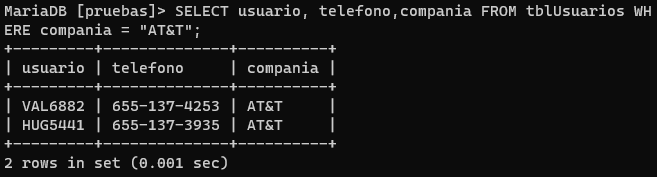 MariaDB [pruebas]> SELECT usuario, telefono,compania FROM tblUsuarios WH
ERE compania = "AT&T";
+---------+--------------+----------+
| usuario | telefono     | compania |
+---------+--------------+----------+
| VAL6882 | 655-137-4253 | AT&T     |
| HUG5441 | 655-137-3935 | AT&T     |
+---------+--------------+----------+
2 rows in set (0.001 sec)